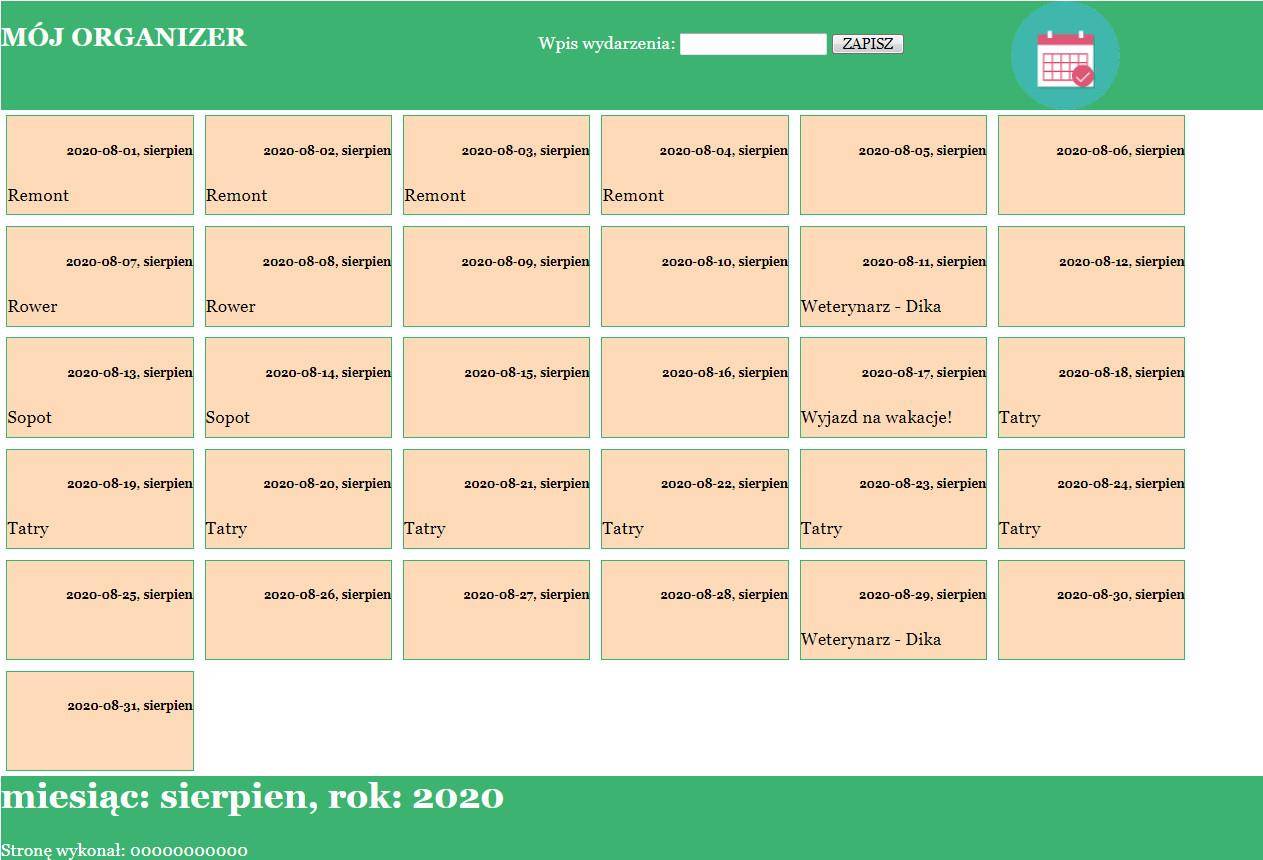 MÓJ ORGANIZER
Wpis wydarzenia: ZAPISZ
2020-08-01, sierpien
Remont
2020-08-02, sierpien
Remont
2020-08-03, sierpien
Remont
2020-08-04, sierpien
Remont
2020-08-05, sierpien
2020-08-06, sierpien
2020-08-07, sierpien
Rower
2020-08-08, sierpien
Rower
2020-08-09, sierpien
2020-08-10, sierpien
2020-08-11, sierpien
Weterynarz - Dika
2020-08-12, sierpien
2020-08-13, sierpien
Sopot
2020-08-14, sierpien
Sopot
2020-08-15, sierpien
2020-08-16, sierpien
2020-08-17, sierpien
Wyjazd na wakacje!
2020-08-18, sierpien
Tatry
2020-08-19, sierpien
Tatry
2020-08-20, sierpien
Tatry
2020-08-21, sierpien
Tatry
2020-08-22, sierpien
Tatry
2020-08-23, sierpien
Tatry
2020-08-24, sierpien
Tatry
2020-08-25, sierpien
2020-08-26, sierpien
2020-08-27, sierpien
2020-08-28, sierpien
2020-08-29, sierpien
Weterynarz - Dika
2020-08-30, sierpien
2020-08-31, sierpien
miesiąc: sierpien, rok: 2020
Stronę wykonał: 00000000000